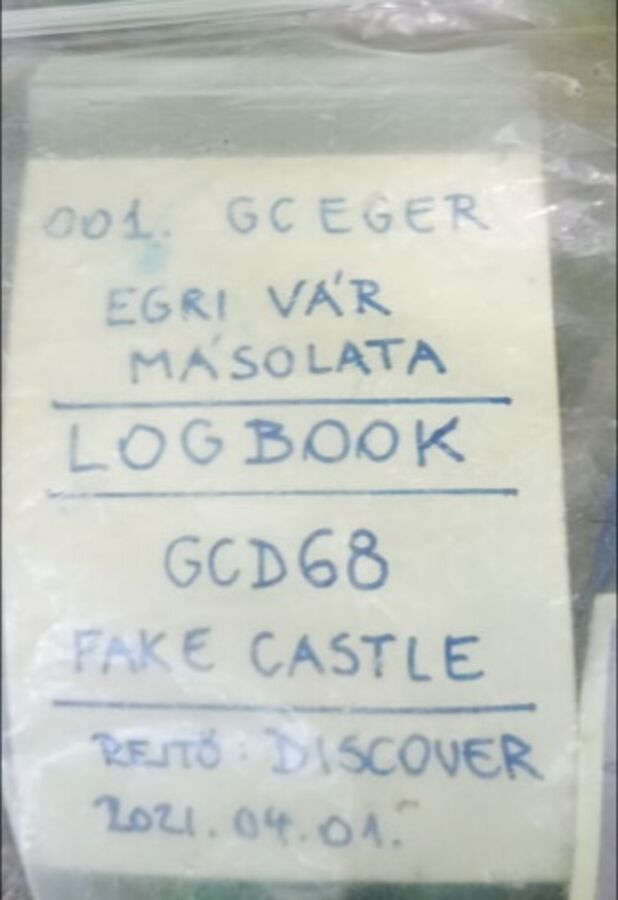 001. GCEGER
EGRI VÁR
MÁSOLATA
LOGBOOK
GCD68
FAKE CASTLE
REJTŐ: DISCOVER
2021.04.01.